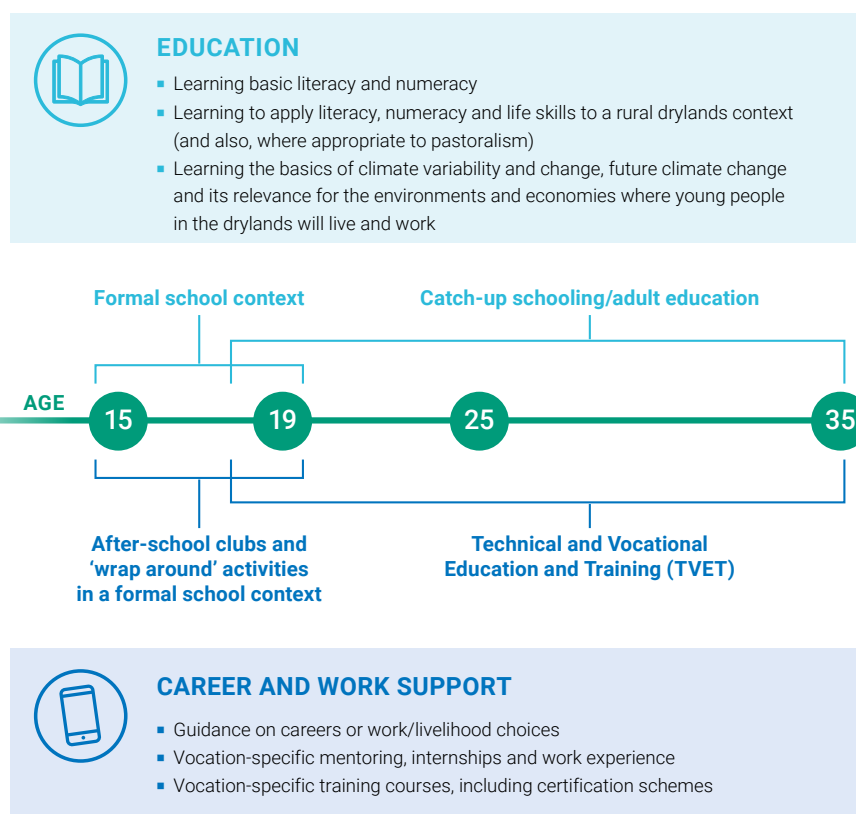 EDUCATION
▪ Learning basic literacy and numeracy
▪ Learning to apply literacy, numeracy and life skills to a rural drylands context
(and also, where appropriate to pastoralism)
▪ Learning the basics of climate variability and change, future climate change
and its relevance for the environments and economies where young people
in the drylands will live and work
Formal school context
Catch-up schooling/adult education
AGE
15
19
25
35
After-school clubs and
‘wrap around’ activities
in a formal school context
Technical and Vocational
Education and Training (TVET)
CAREER AND WORK SUPPORT
▪ Guidance on careers or work/livelihood choices
▪ Vocation-specific mentoring, internships and work experience
▪ Vocation-specific training courses, including certification schemes